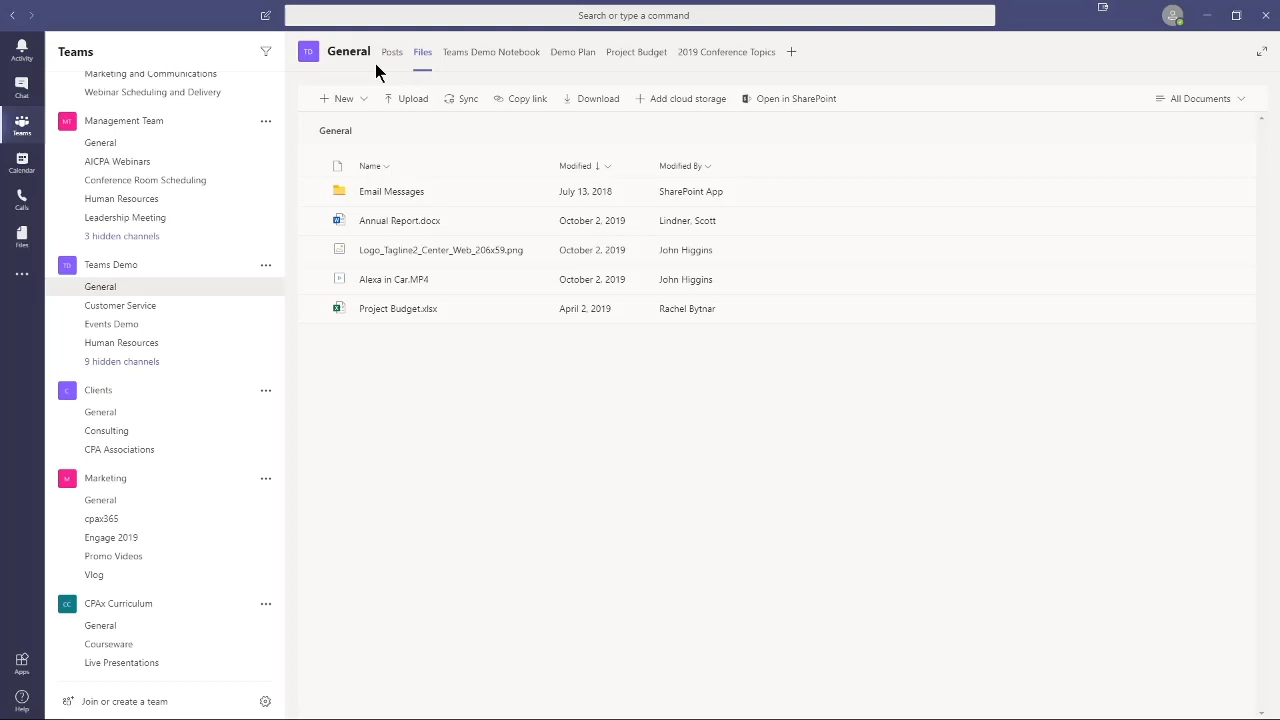 Search or type a command
Activity
Chat
Teams
Calendar
Calls
Files
Apps
Help
Teams
Marketing and Communications
Webinar Scheduling and Delivery
MT Management Team
General
AICPA Webinars
Conference Room Scheduling
Human Resources
Leadership Meeting
3 hidden channels
TD Teams Demo
General
Customer Service
Events Demo
Human Resources
9 hidden channels
C Clients
General
Consulting
CPA Associations
M Marketing
General
cpax365
Engage 2019
Promo Videos
Vlog
CC CPAx Curriculum
General
Courseware
Live Presentations
Join or create a team
TD General Posts Files Teams Demo Notebook Demo Plan Project Budget 2019 Conference Topics
New Upload Sync Copy link Download Add cloud storage Open in SharePoint All Documents
General
Name Modified Modified By
Email Messages July 13, 2018 SharePoint App
Annual Report.docx October 2, 2019 Lindner, Scott
Logo_Tagline2_Center_Web_206x59.png October 2, 2019 John Higgins
Alexa in Car.MP4 October 2, 2019 John Higgins
Project Budget.xlsx April 2, 2019 Rachel Bytnar